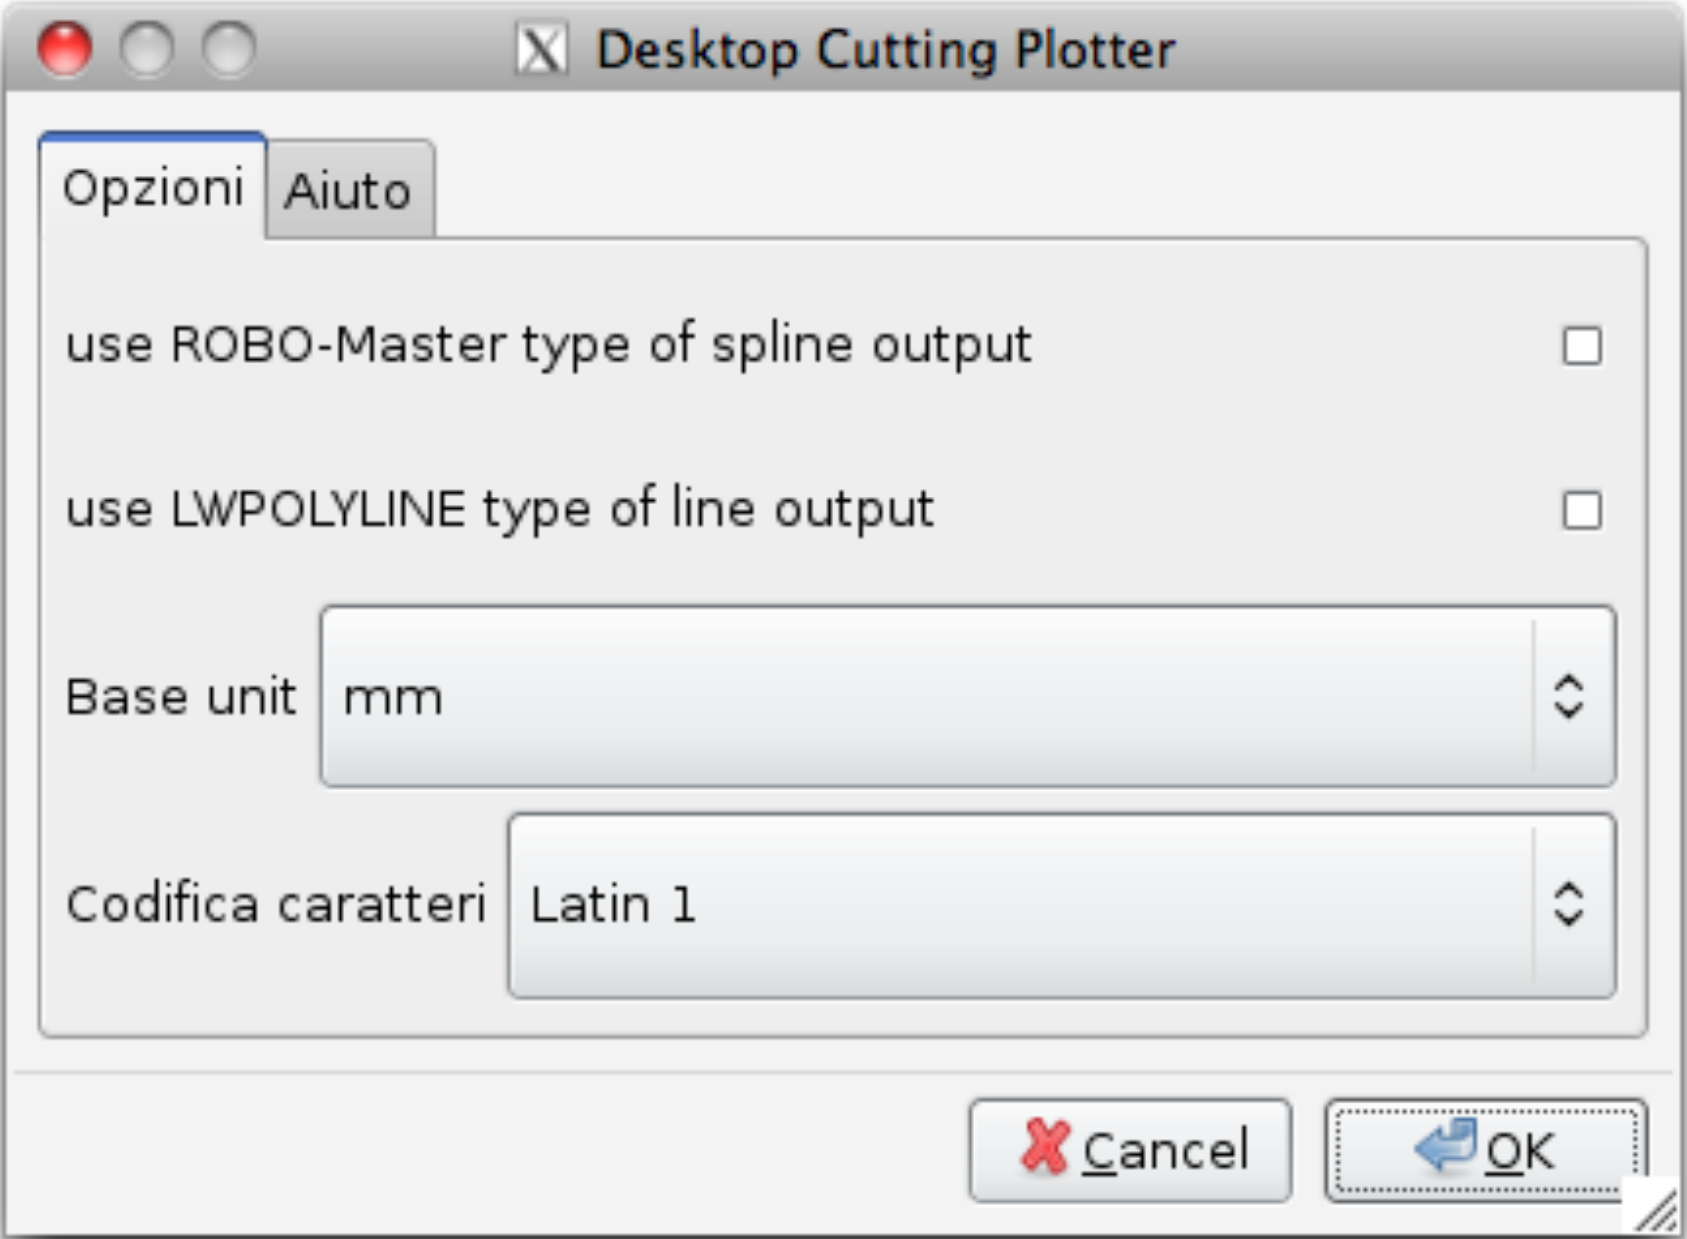 Desktop Cutting Plotter
Opzioni Aiuto
use ROBO-Master type of spline output
use LWPOLYLINE type of line output
Base unit mm
Codifica caratteri Latin 1
Cancel OK